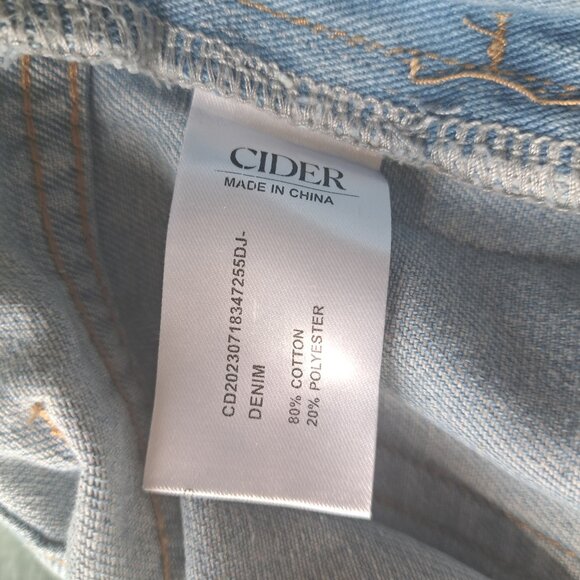 CIDER
MADE IN CHINA
CD20230718347255DJ-
DENIM
80% COTTON
20% POLYESTER